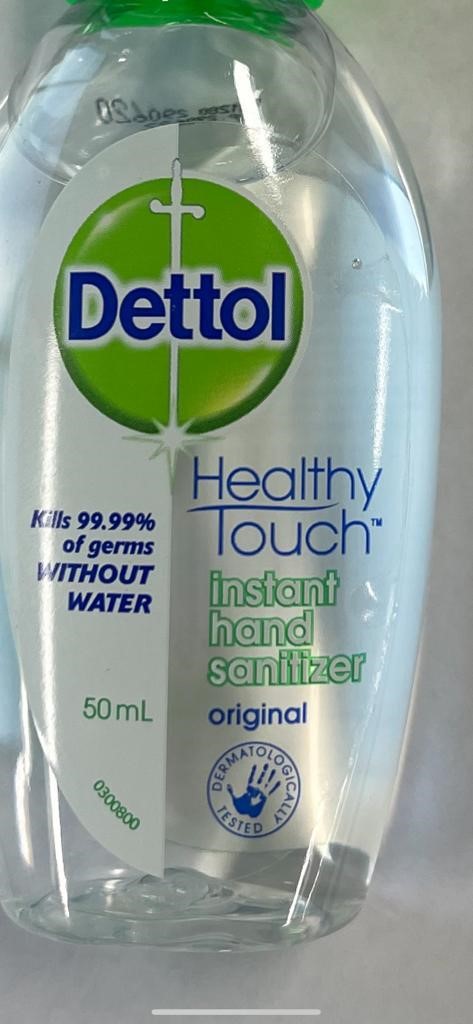 Dettol
Healthy
Touch™
Kills 99.99%
of germs
WITHOUT
WATER
instant
hand
sanitizer
original
50 mL
DERMATOLOGICALLY
TESTED
0300800